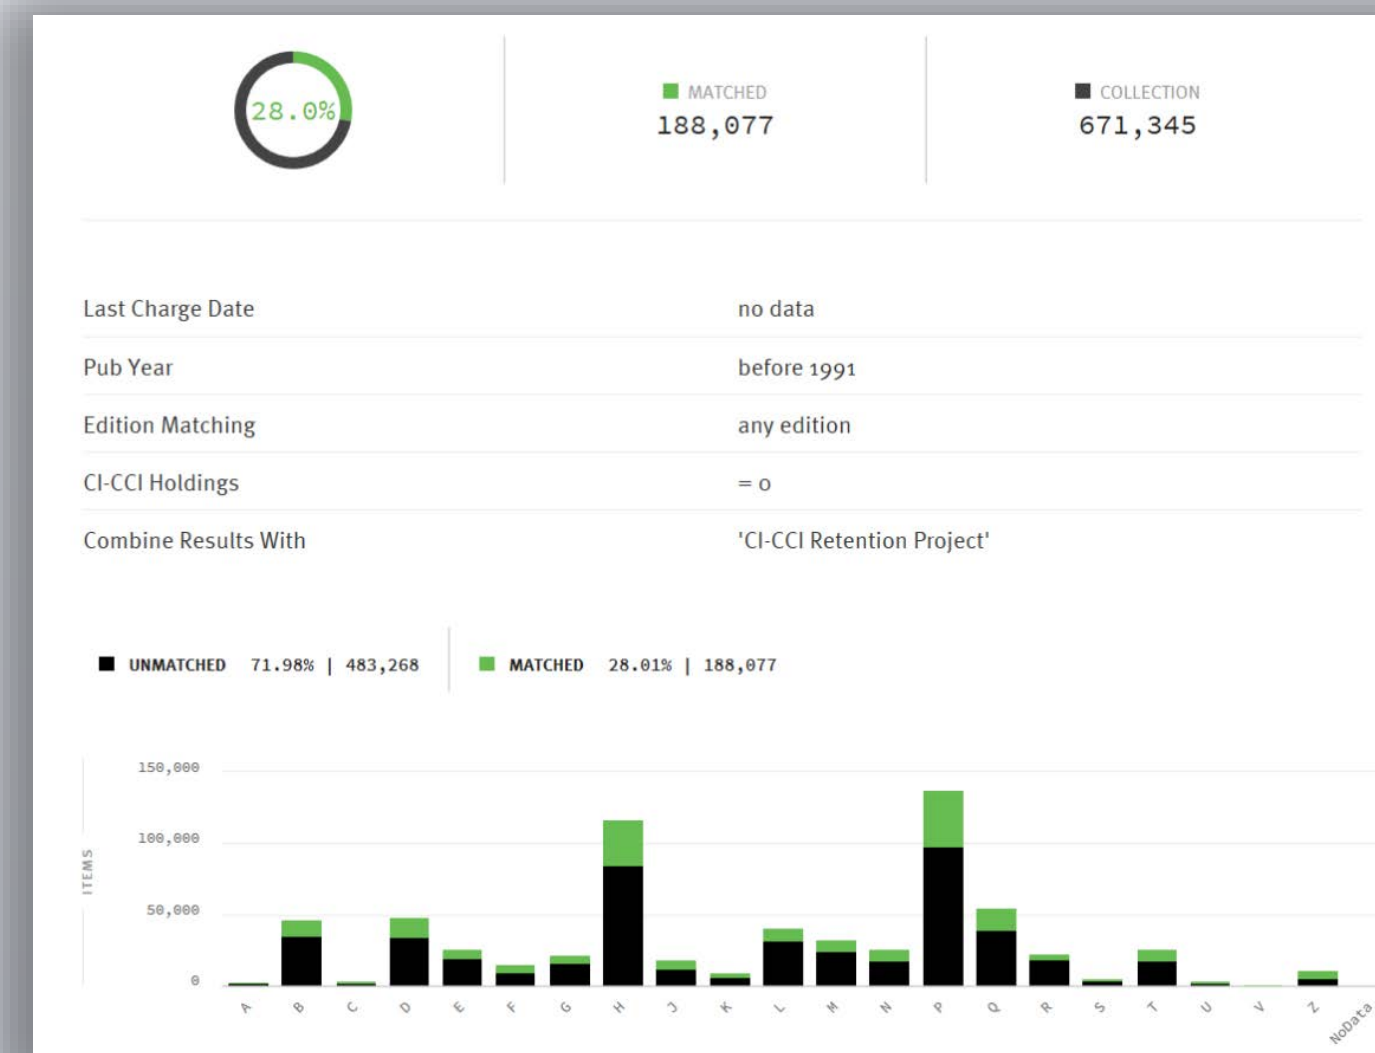 28.0%
MATCHED
188,077
COLLECTION
671,345
Last Charge Date no data
Pub Year before 1991
Edition Matching any edition
CI-CCI Holdings = 0
Combine Results With 'CI-CCI Retention Project'
UNMATCHED 71.98% | 483,268 MATCHED 28.01% | 188,077
150,000
100,000
50,000
0
ITEMS
A B C D E F G H J K L M N P Q R S T U V Z NoData